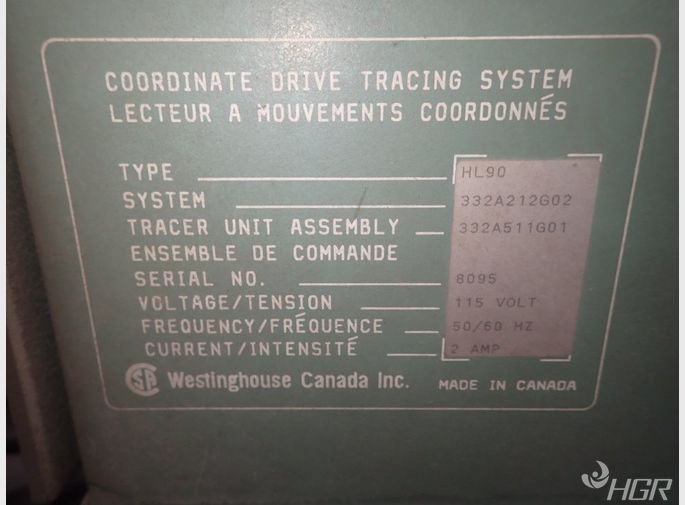 COORDINATE DRIVE TRACING SYSTEM
LECTEUR A MOUVEMENTS COORDONNÉS
TYPE HL90
SYSTEM 332A212G02
TRACER UNIT ASSEMBLY 332A511G01
ENSEMBLE DE COMMANDE
SERIAL NO. 8095
VOLTAGE/TENSION 115 VOLT
FREQUENCY/FRÉQUENCE 50/60 HZ
CURRENT/INTENSITÉ 2 AMP
SA Westinghouse Canada Inc. MADE IN CANADA
HGR